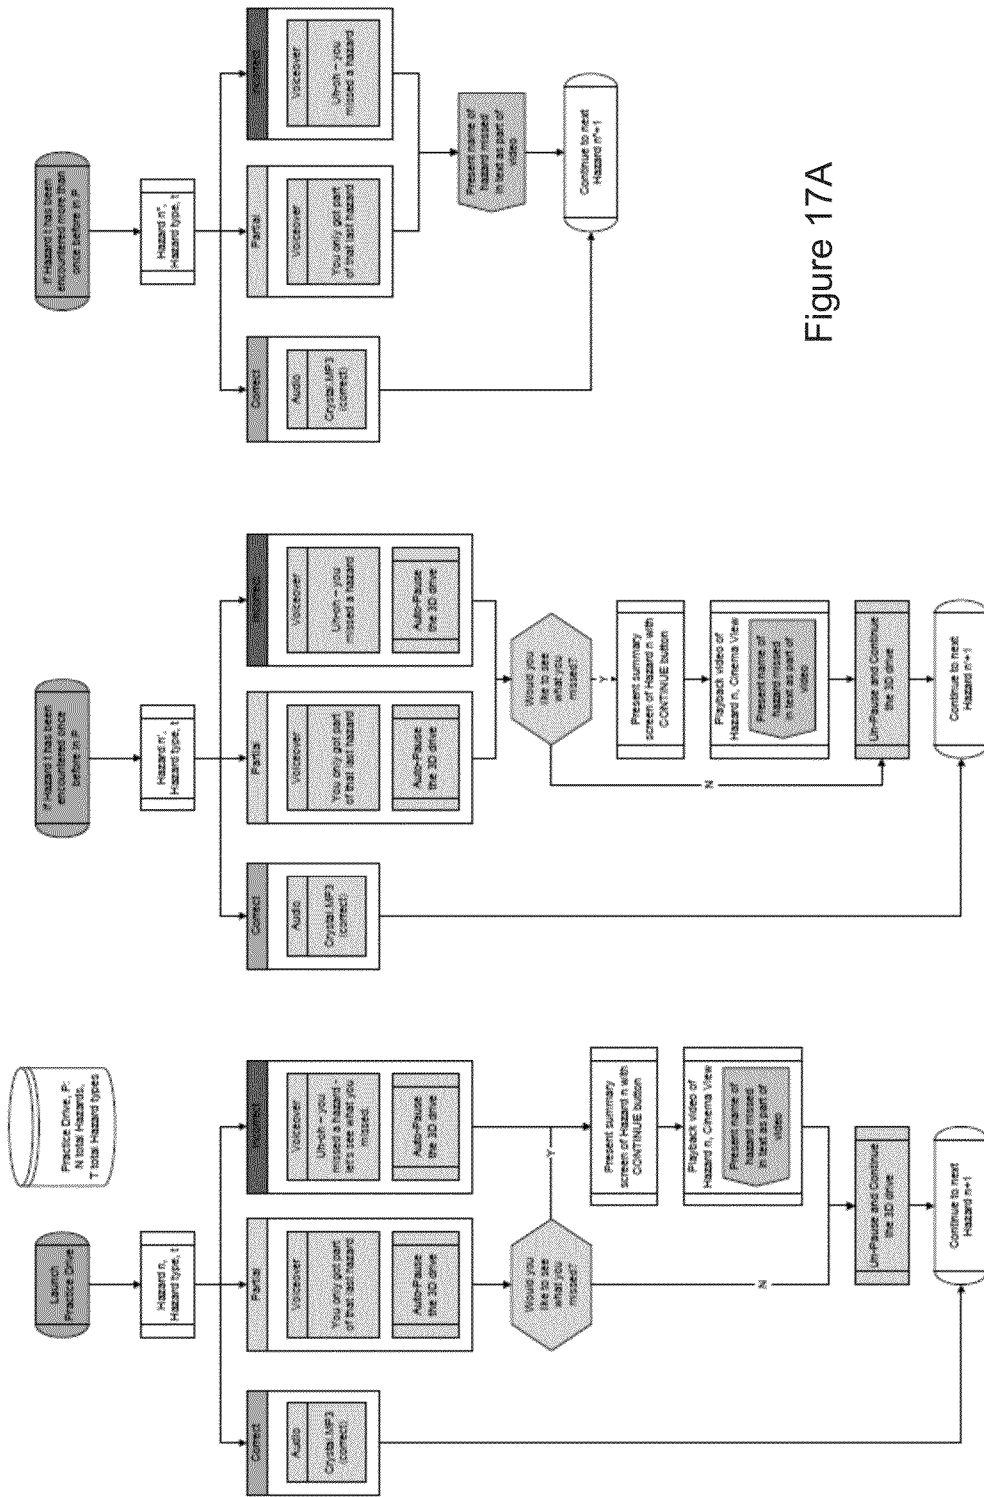 Launch
Practice Drive
Practice Drive, P:
N total Hazards,
T total Hazard types
Hazard n,
Hazard type, t
Correct
Audio
Crystal.MP3
(correct)
Partial
Voiceover
You only got part
of that last hazard
Auto-Pause
the 3D drive
Incorrect
Voiceover
Uh-oh – you
missed a hazard -
let's see what you
missed.
Auto-Pause
the 3D drive
Would you
like to see
what you
missed?
Y
N
Present summary
screen of Hazard n with
CONTINUE button
Playback video of
Hazard n, Cinema View
Present name of
hazard missed
in text as part of
video
Un-Pause and Continue
the 3D drive
Continue to next
Hazard n+1
If Hazard t has been
encountered once
before in P
Hazard n',
Hazard type, t
Correct
Audio
Crystal.MP3
(correct)
Partial
Voiceover
You only got part
of that last hazard
Auto-Pause
the 3D drive
Incorrect
Voiceover
Uh-oh – you
missed a hazard
Auto-Pause
the 3D drive
Would you
like to see
what you
missed?
Y
N
Present summary
screen of Hazard n with
CONTINUE button
Playback video of
Hazard n, Cinema View
Present name of
hazard missed
in text as part of
video
Un-Pause and Continue
the 3D drive
Continue to next
Hazard n'+1
If Hazard t has been
encountered more than
once before in P
Hazard n",
Hazard type, t
Correct
Audio
Crystal.MP3
(correct)
Partial
Voiceover
You only got part
of that last hazard
Incorrect
Voiceover
Uh-oh – you
missed a hazard
Present name of
hazard missed
in text as part of
video
Continue to next
Hazard n"+1
Figure 17A